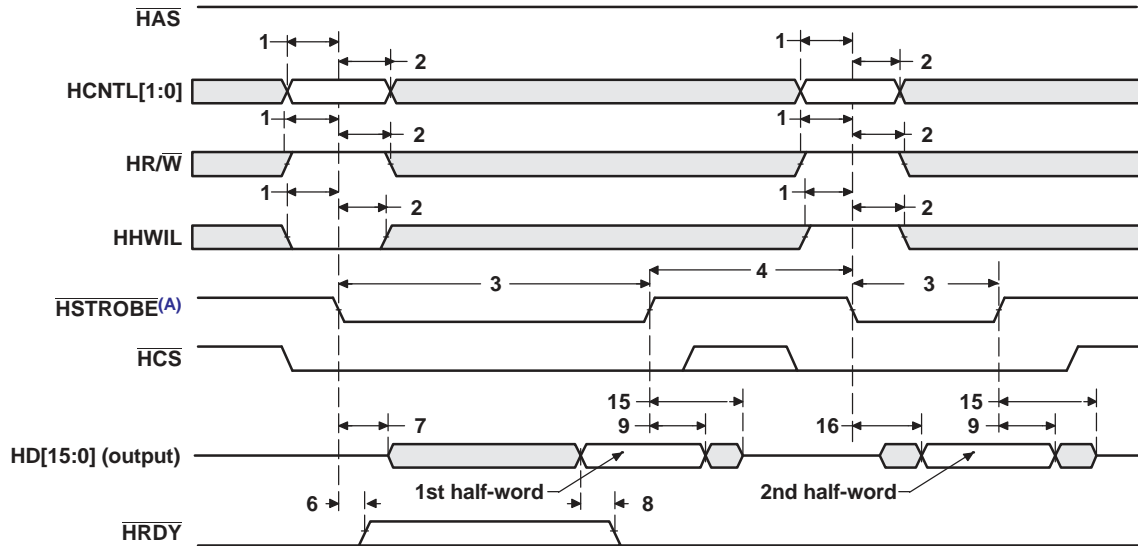 HAS
1
2
1
2
HCNTL[1:0]
1
2
1
2
HR/W
1
2
1
2
HHWIL
3
4
3
HSTROBE(A)
HCS
15
15
7
9
16
9
HD[15:0] (output)
1st half-word
2nd half-word
6
8
HRDY